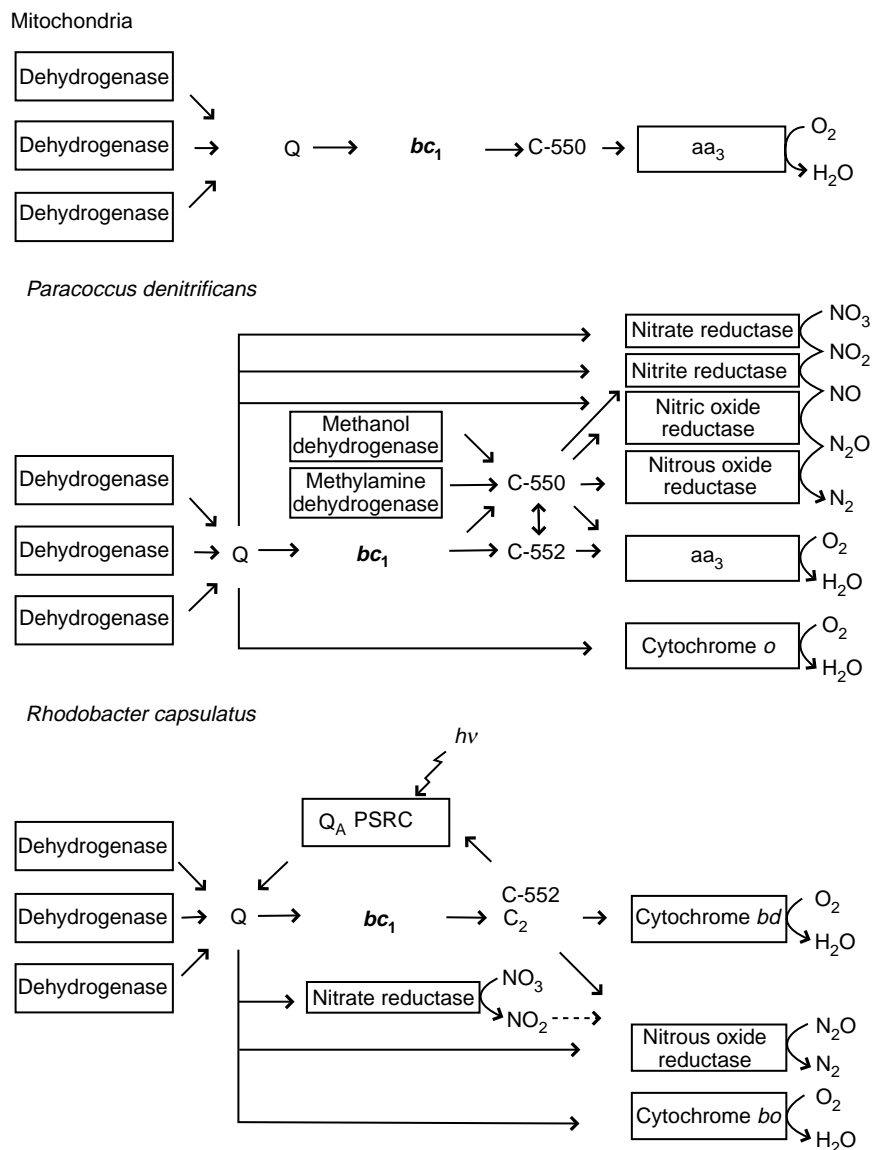 Mitochondria
Dehydrogenase
Dehydrogenase
Dehydrogenase
Q
bc1
C-550
aa3
O2
H2O
Paracoccus denitrificans
Dehydrogenase
Dehydrogenase
Dehydrogenase
Q
bc1
Methanol
dehydrogenase
Methylamine
dehydrogenase
C-550
C-552
Nitrate reductase
Nitrite reductase
Nitric oxide
reductase
Nitrous oxide
reductase
NO3
NO2
NO
N2O
N2
aa3
O2
H2O
Cytochrome o
O2
H2O
Rhodobacter capsulatus
hν
QA PSRC
Dehydrogenase
Dehydrogenase
Dehydrogenase
Q
bc1
C-552
C2
Cytochrome bd
O2
H2O
Nitrate reductase
NO3
NO2
Nitrous oxide
reductase
N2O
N2
Cytochrome bo
O2
H2O